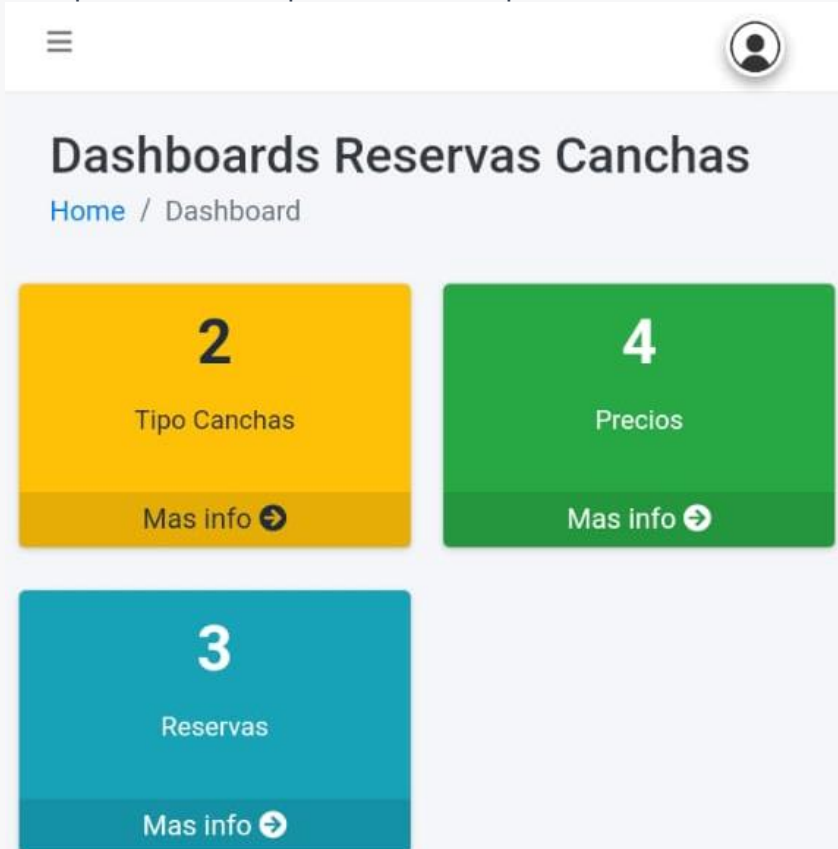 Dashboards Reservas Canchas
Home / Dashboard
2
Tipo Canchas
Mas info
4
Precios
Mas info
3
Reservas
Mas info